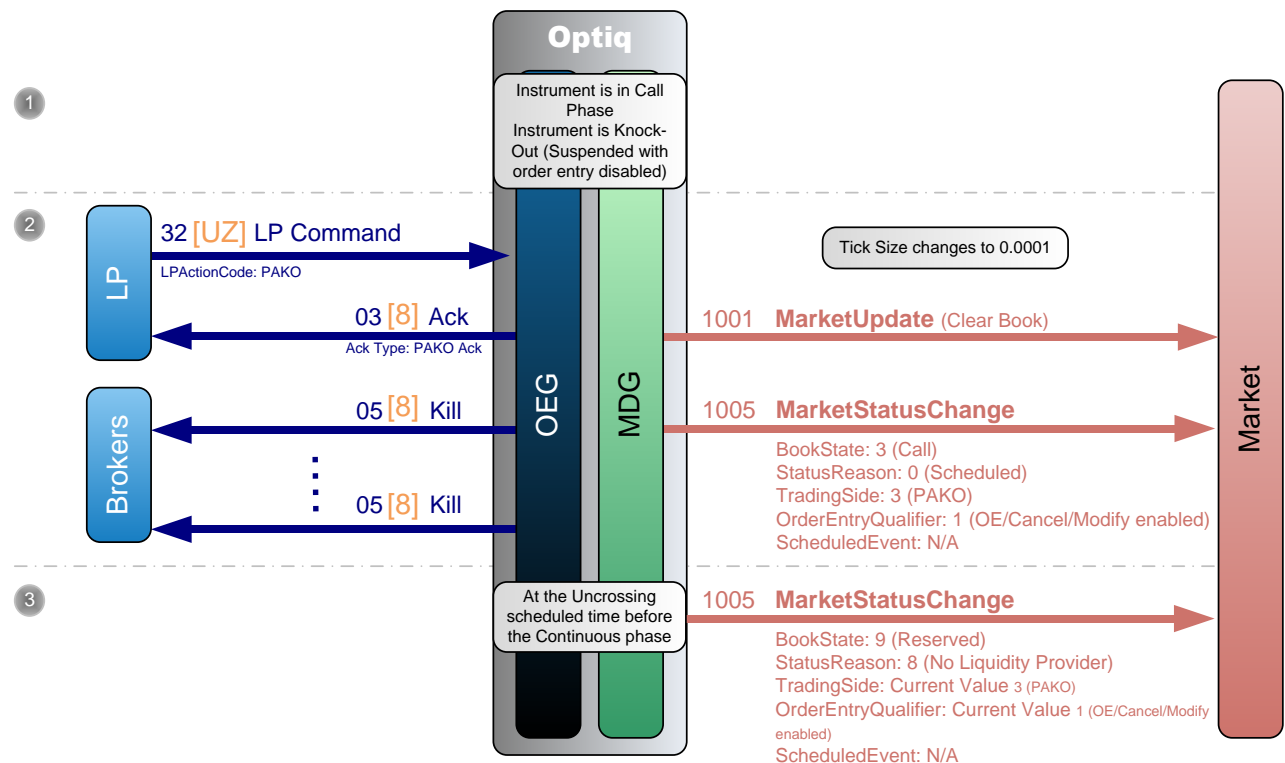 Optiq
1
Instrument is in Call
Phase
Instrument is Knock-
Out (Suspended with
order entry disabled)
2
LP
32 [UZ] LP Command
LPActionCode: PAKO
Tick Size changes to 0.0001
03 [8] Ack
Ack Type: PAKO Ack
1001 MarketUpdate (Clear Book)
Brokers
05 [8] Kill
05 [8] Kill
OEG
MDG
1005 MarketStatusChange
BookState: 3 (Call)
StatusReason: 0 (Scheduled)
TradingSide: 3 (PAKO)
OrderEntryQualifier: 1 (OE/Cancel/Modify enabled)
ScheduledEvent: N/A
Market
3
At the Uncrossing
scheduled time before
the Continuous phase
1005 MarketStatusChange
BookState: 9 (Reserved)
StatusReason: 8 (No Liquidity Provider)
TradingSide: Current Value 3 (PAKO)
OrderEntryQualifier: Current Value 1 (OE/Cancel/Modify
enabled)
ScheduledEvent: N/A